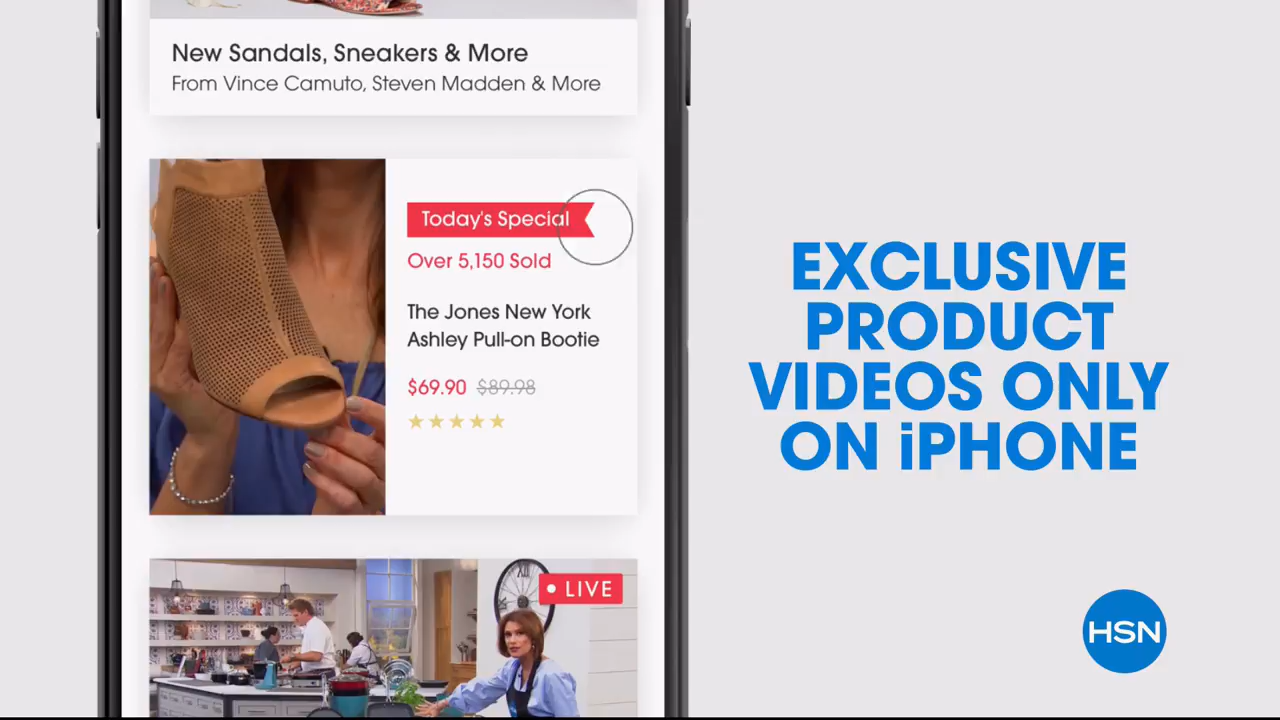 New Sandals, Sneakers & More
From Vince Camuto, Steven Madden & More
Today's Special
Over 5,150 Sold
The Jones New York
Ashley Pull-on Bootie
$69.90 $89.98
LIVE
EXCLUSIVE
PRODUCT
VIDEOS ONLY
ON iPHONE
HSN